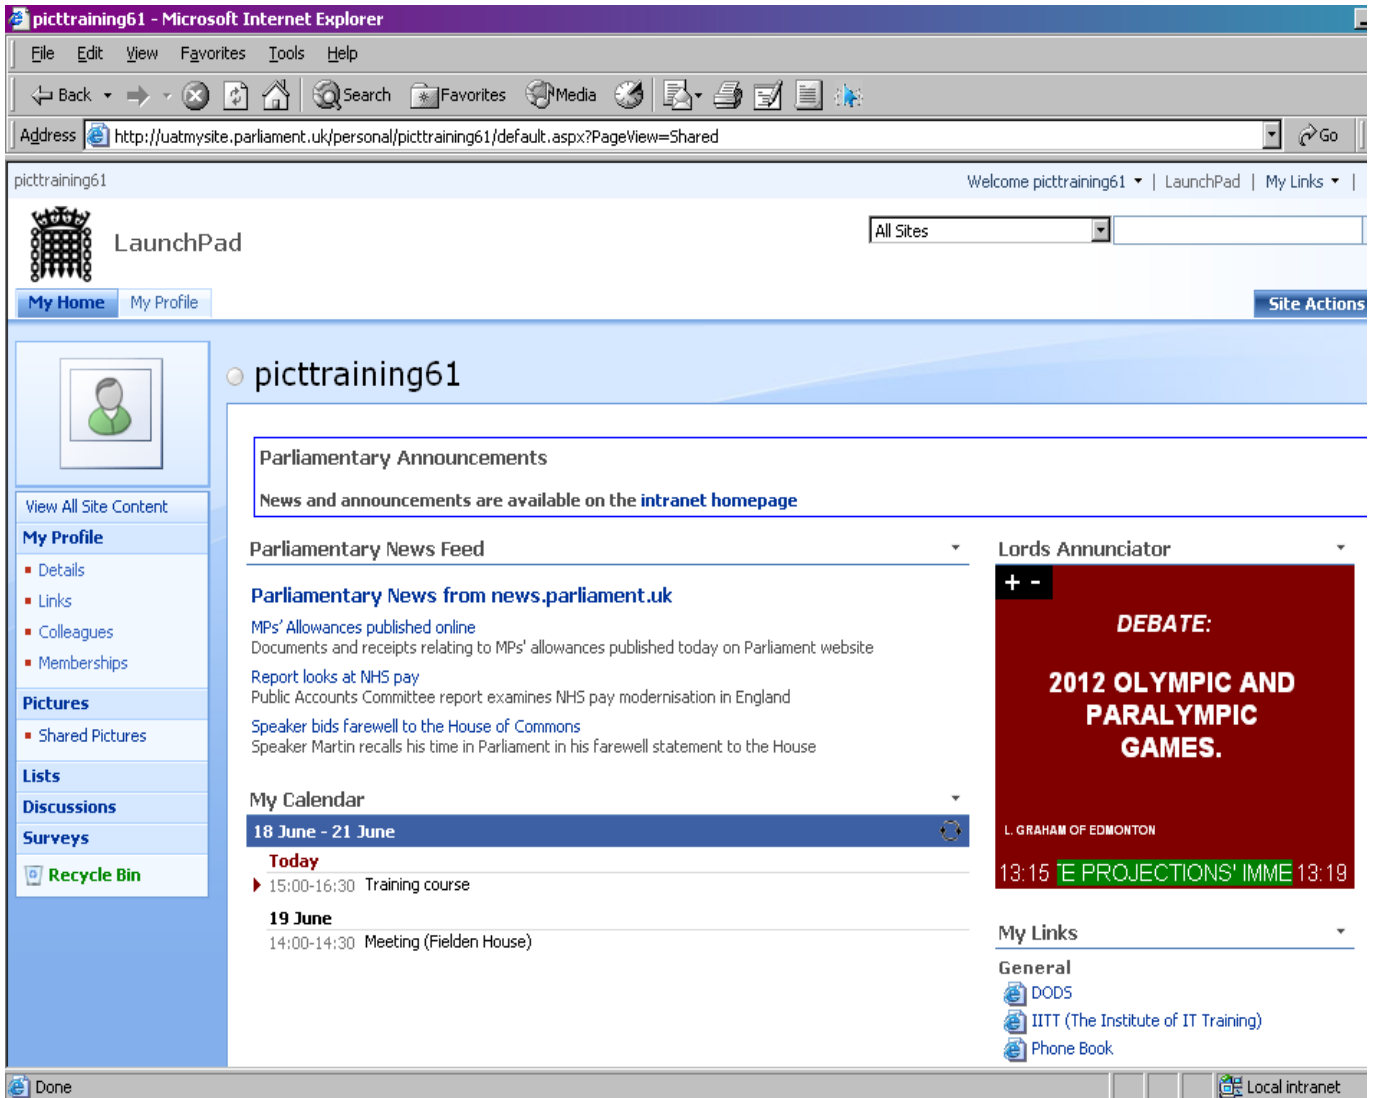 picttraining61 - Microsoft Internet Explorer
File Edit View Favorites Tools Help
Back Search Favorites Media
Address http://uatmysite.parliament.uk/personal/picttraining61/default.aspx?PageView=Shared Go
picttraining61 Welcome picttraining61 | LaunchPad | My Links |
LaunchPad All Sites
My Home My Profile Site Actions
picttraining61
Parliamentary Announcements
News and announcements are available on the intranet homepage
View All Site Content
My Profile
Details
Links
Colleagues
Memberships
Pictures
Shared Pictures
Lists
Discussions
Surveys
Recycle Bin
Parliamentary News Feed
Parliamentary News from news.parliament.uk
MPs' Allowances published online
Documents and receipts relating to MPs' allowances published today on Parliament website
Report looks at NHS pay
Public Accounts Committee report examines NHS pay modernisation in England
Speaker bids farewell to the House of Commons
Speaker Martin recalls his time in Parliament in his farewell statement to the House
My Calendar
18 June - 21 June
Today
15:00-16:30 Training course
19 June
14:00-14:30 Meeting (Fielden House)
Lords Annunciator
+ -
DEBATE:
2012 OLYMPIC AND
PARALYMPIC
GAMES.
L. GRAHAM OF EDMONTON
13:15 'E PROJECTIONS' IMME 13:19
My Links
General
DODS
IITT (The Institute of IT Training)
Phone Book
Done Local intranet